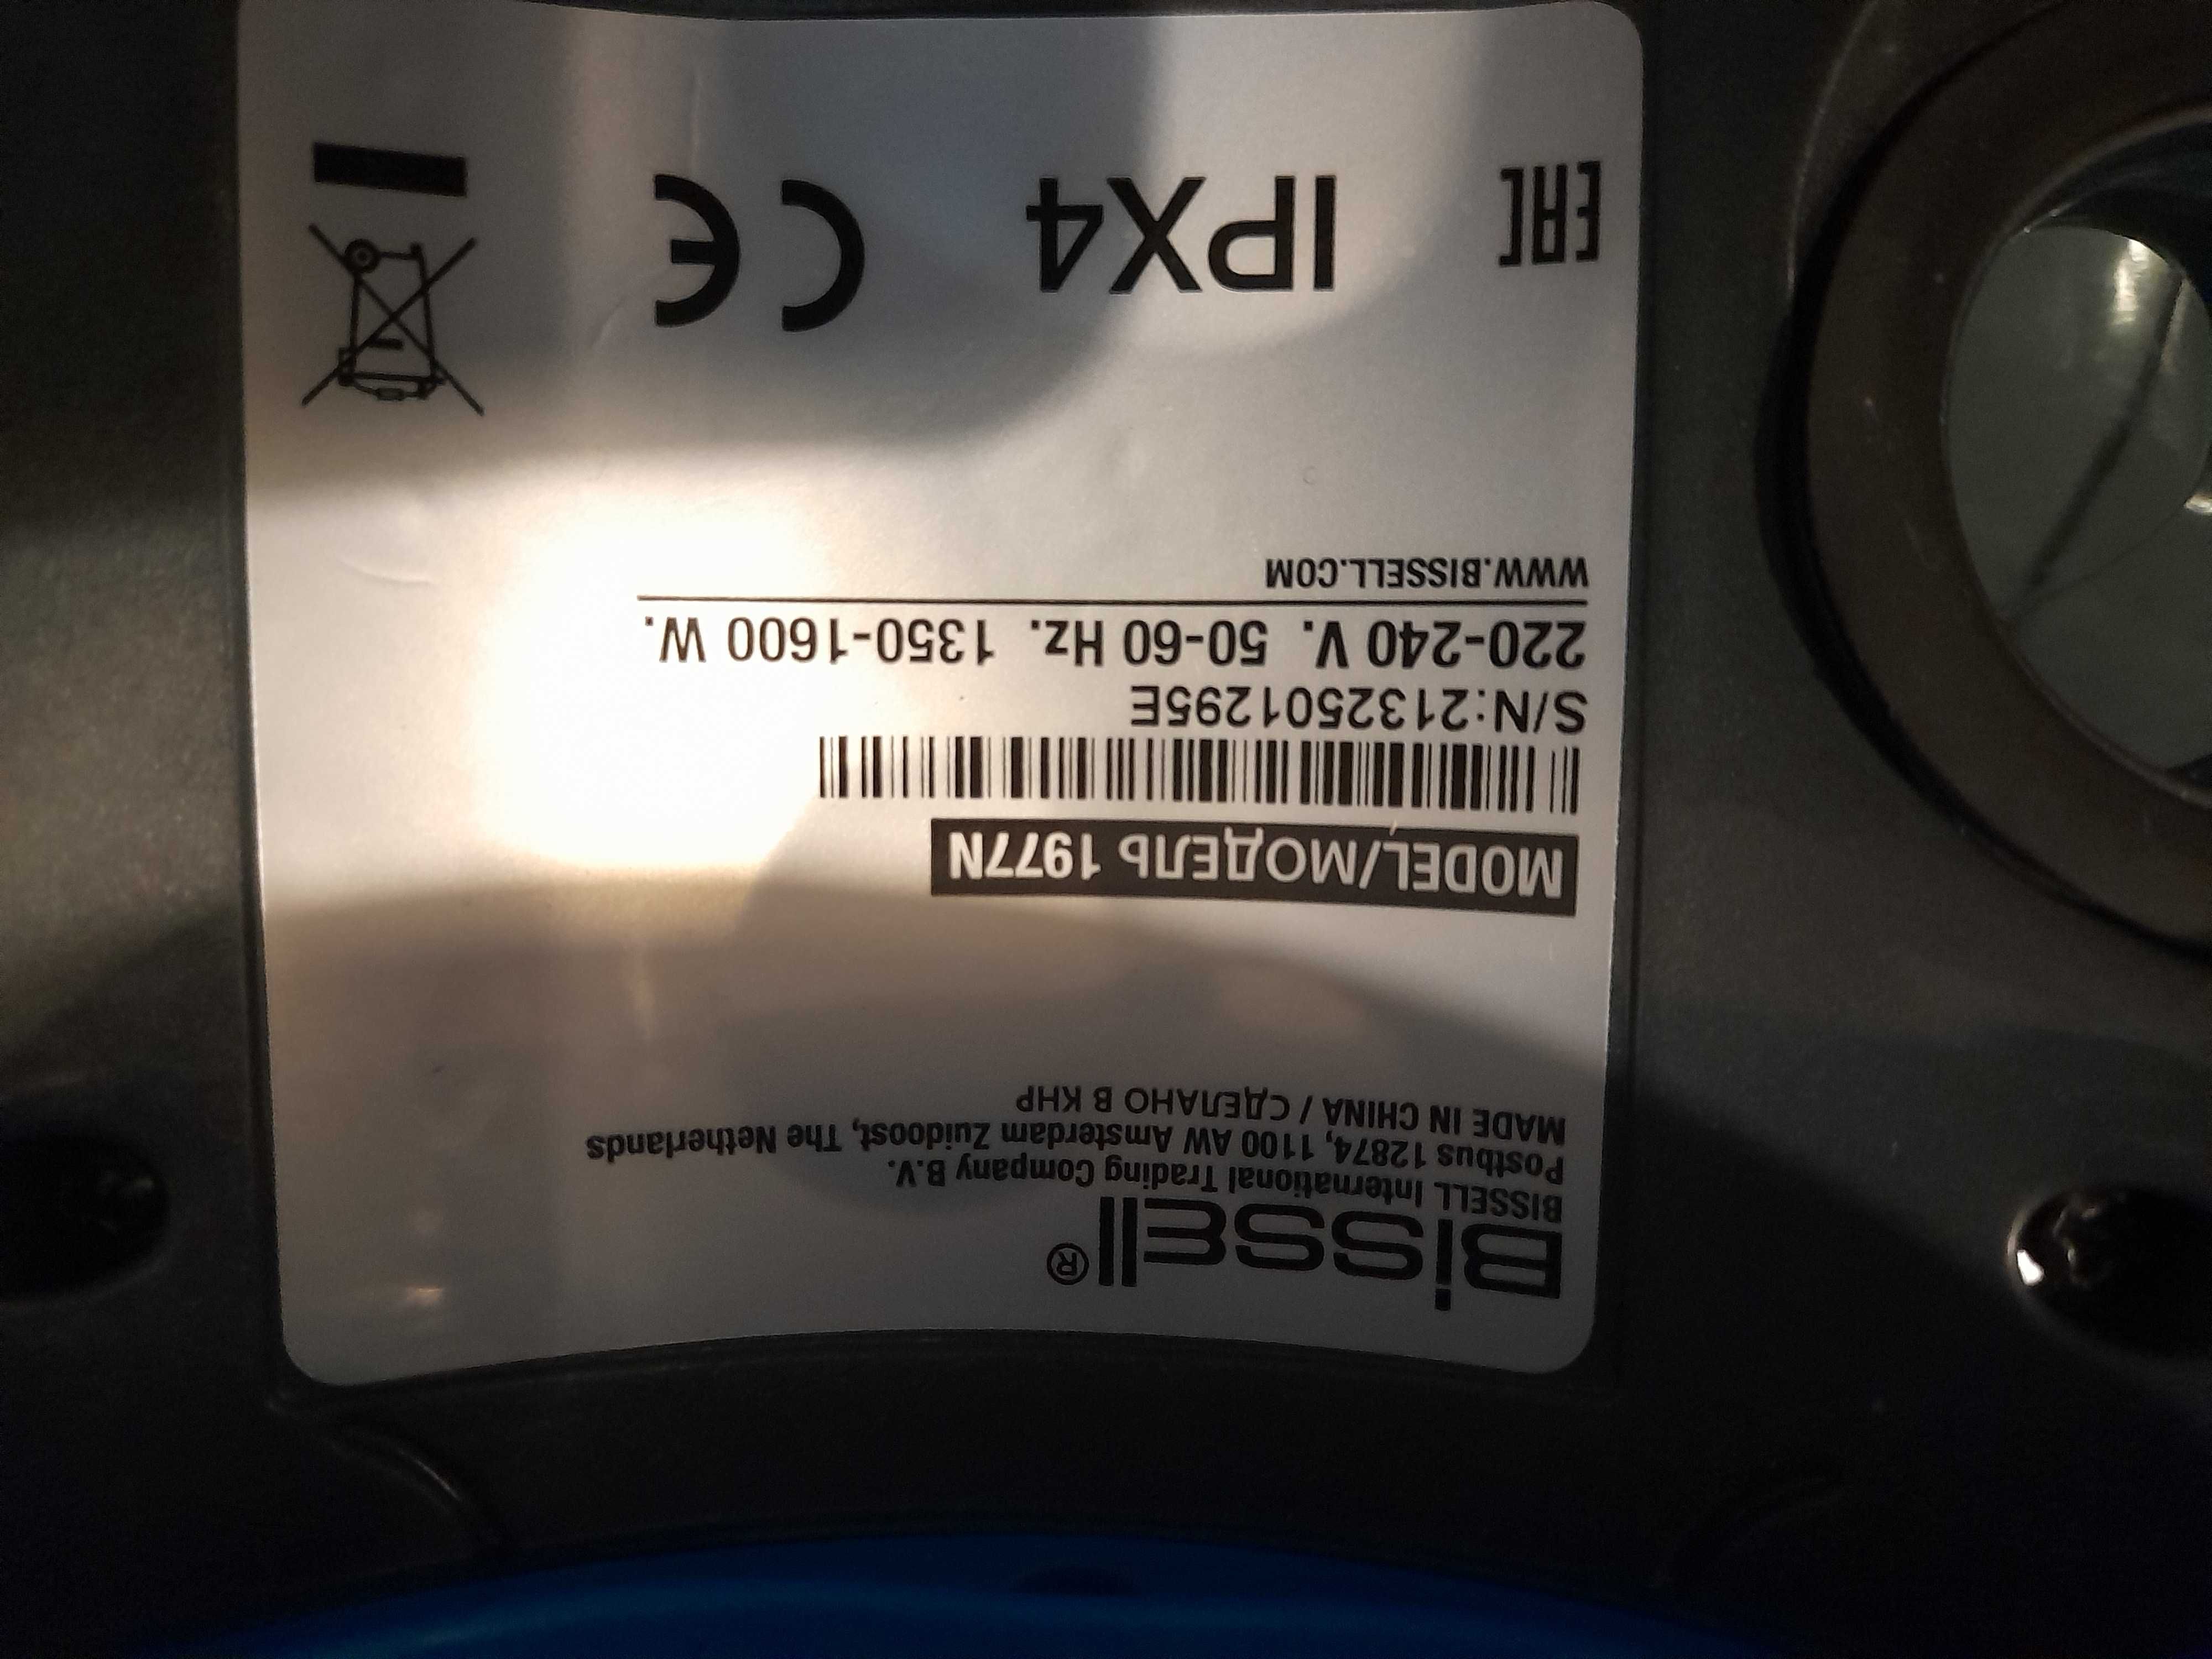 BISSELL®
BISSELL International Trading Company B.V.
Postbus 12874, 1100 AW Amsterdam Zuidoost, The Netherlands
MADE IN CHINA / СДЕЛАНО В КНР
MODEL/МОДЕЛЬ 1977N
S/N:2132501295E
220-240 V. 50-60 Hz. 1350-1600 W.
WWW.BISSELL.COM
EAC IPX4 CE